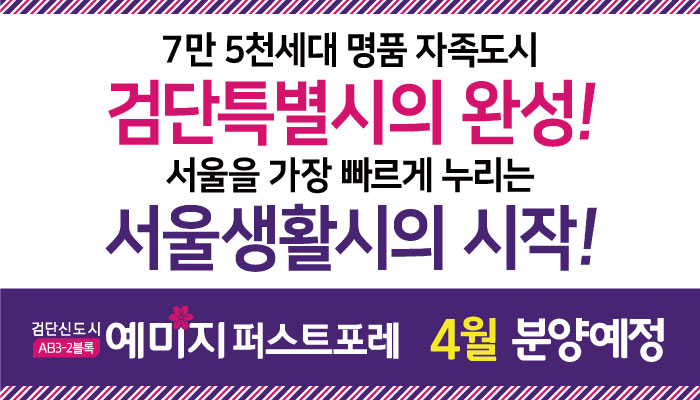 7만 5천세대 명품 자족도시
검단특별시의 완성!
서울을 가장 빠르게 누리는
서울생활시의 시작!
검단신도시
AB3-2블록
예미지 퍼스트포레 4월 분양예정